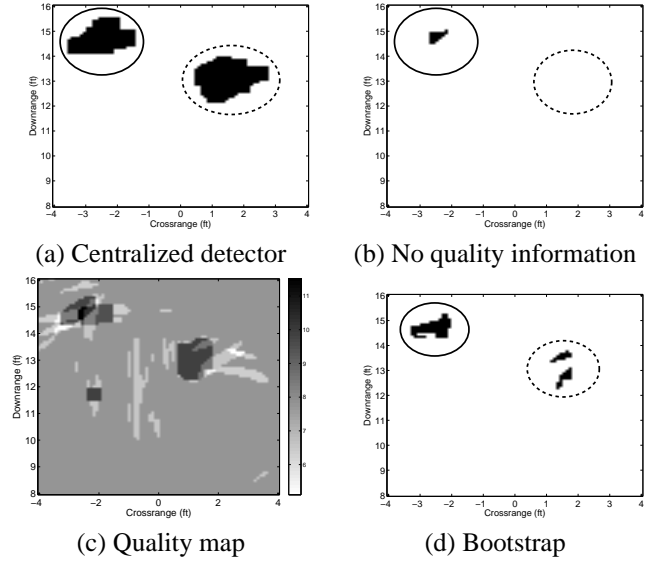 16
15
14
13
12
11
10
9
8
Downrange (ft)
−4 −3 −2 −1 0 1 2 3 4
Crossrange (ft)
(a) Centralized detector
16
15
14
13
12
11
10
9
8
Downrange (ft)
−4 −3 −2 −1 0 1 2 3 4
Crossrange (ft)
(b) No quality information
16
15
14
13
12
11
10
9
8
Downrange (ft)
−4 −2 0 2 4
Crossrange (ft)
11
10
9
8
7
6
(c) Quality map
16
15
14
13
12
11
10
9
8
Downrange (ft)
−4 −3 −2 −1 0 1 2 3 4
Crossrange (ft)
(d) Bootstrap